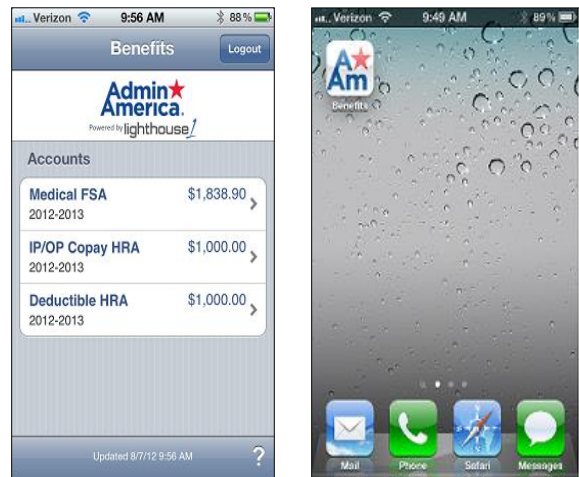 Verizon 9:56 AM 88%
Benefits Logout
Admin
America.
Powered by lighthouse
Accounts
Medical FSA $1,838.90
2012-2013
IP/OP Copay HRA $1,000.00
2012-2013
Deductible HRA $1,000.00
2012-2013
Updated 8/7/12 9:56 AM ?
Verizon 9:49 AM 89%
A
Am
Benefits
Mail Phone Safari Messages